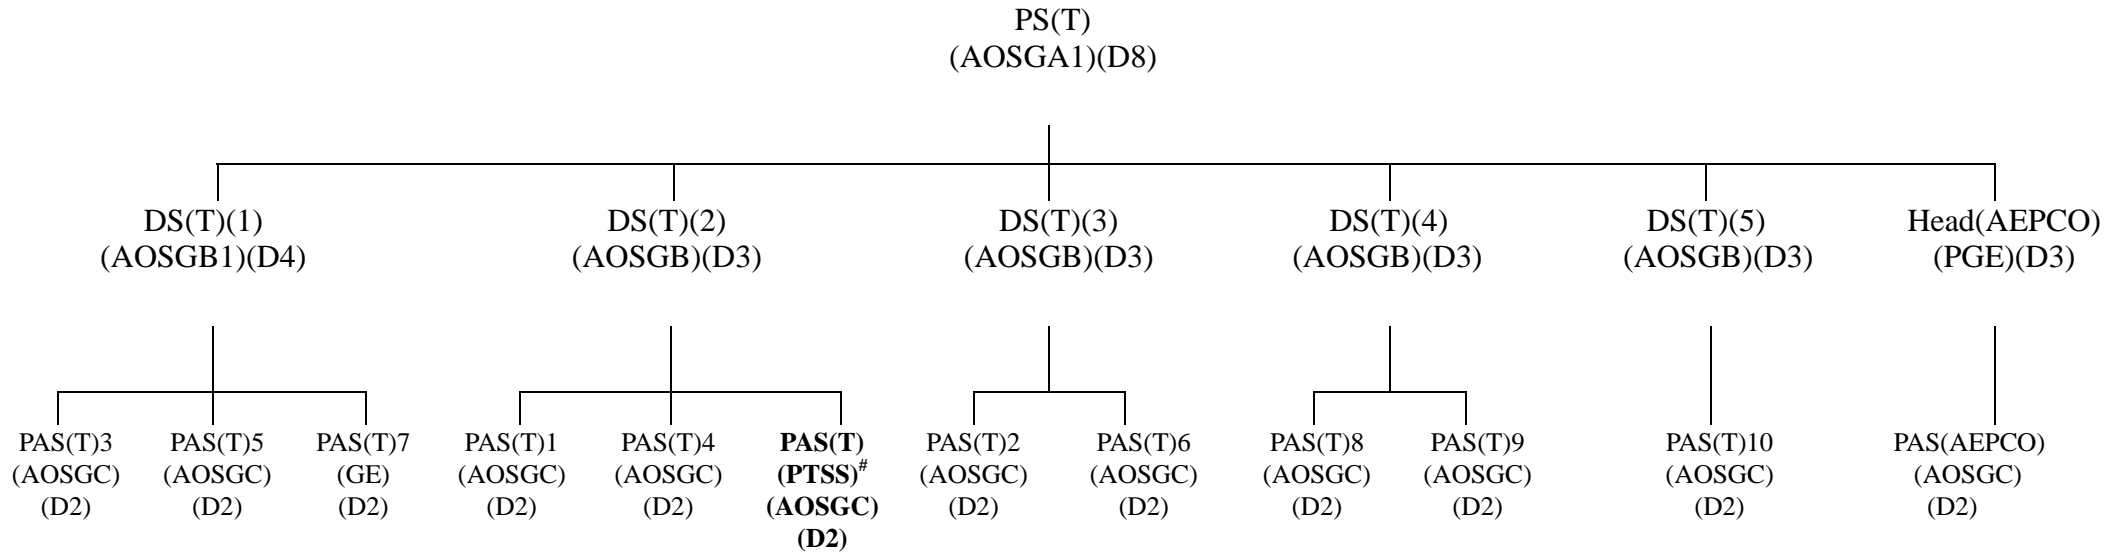 PS(T)
(AOSGA1)(D8)
DS(T)(1)
(AOSGB1)(D4)
DS(T)(2)
(AOSGB)(D3)
DS(T)(3)
(AOSGB)(D3)
DS(T)(4)
(AOSGB)(D3)
DS(T)(5)
(AOSGB)(D3)
Head(AEPCO)
(PGE)(D3)
PAS(T)3
(AOSGC)
(D2)
PAS(T)5
(AOSGC)
(D2)
PAS(T)7
(GE)
(D2)
PAS(T)1
(AOSGC)
(D2)
PAS(T)4
(AOSGC)
(D2)
PAS(T)
(PTSS)#
(AOSGC)
(D2)
PAS(T)2
(AOSGC)
(D2)
PAS(T)6
(AOSGC)
(D2)
PAS(T)8
(AOSGC)
(D2)
PAS(T)9
(AOSGC)
(D2)
PAS(T)10
(AOSGC)
(D2)
PAS(AEPCO)
(AOSGC)
(D2)